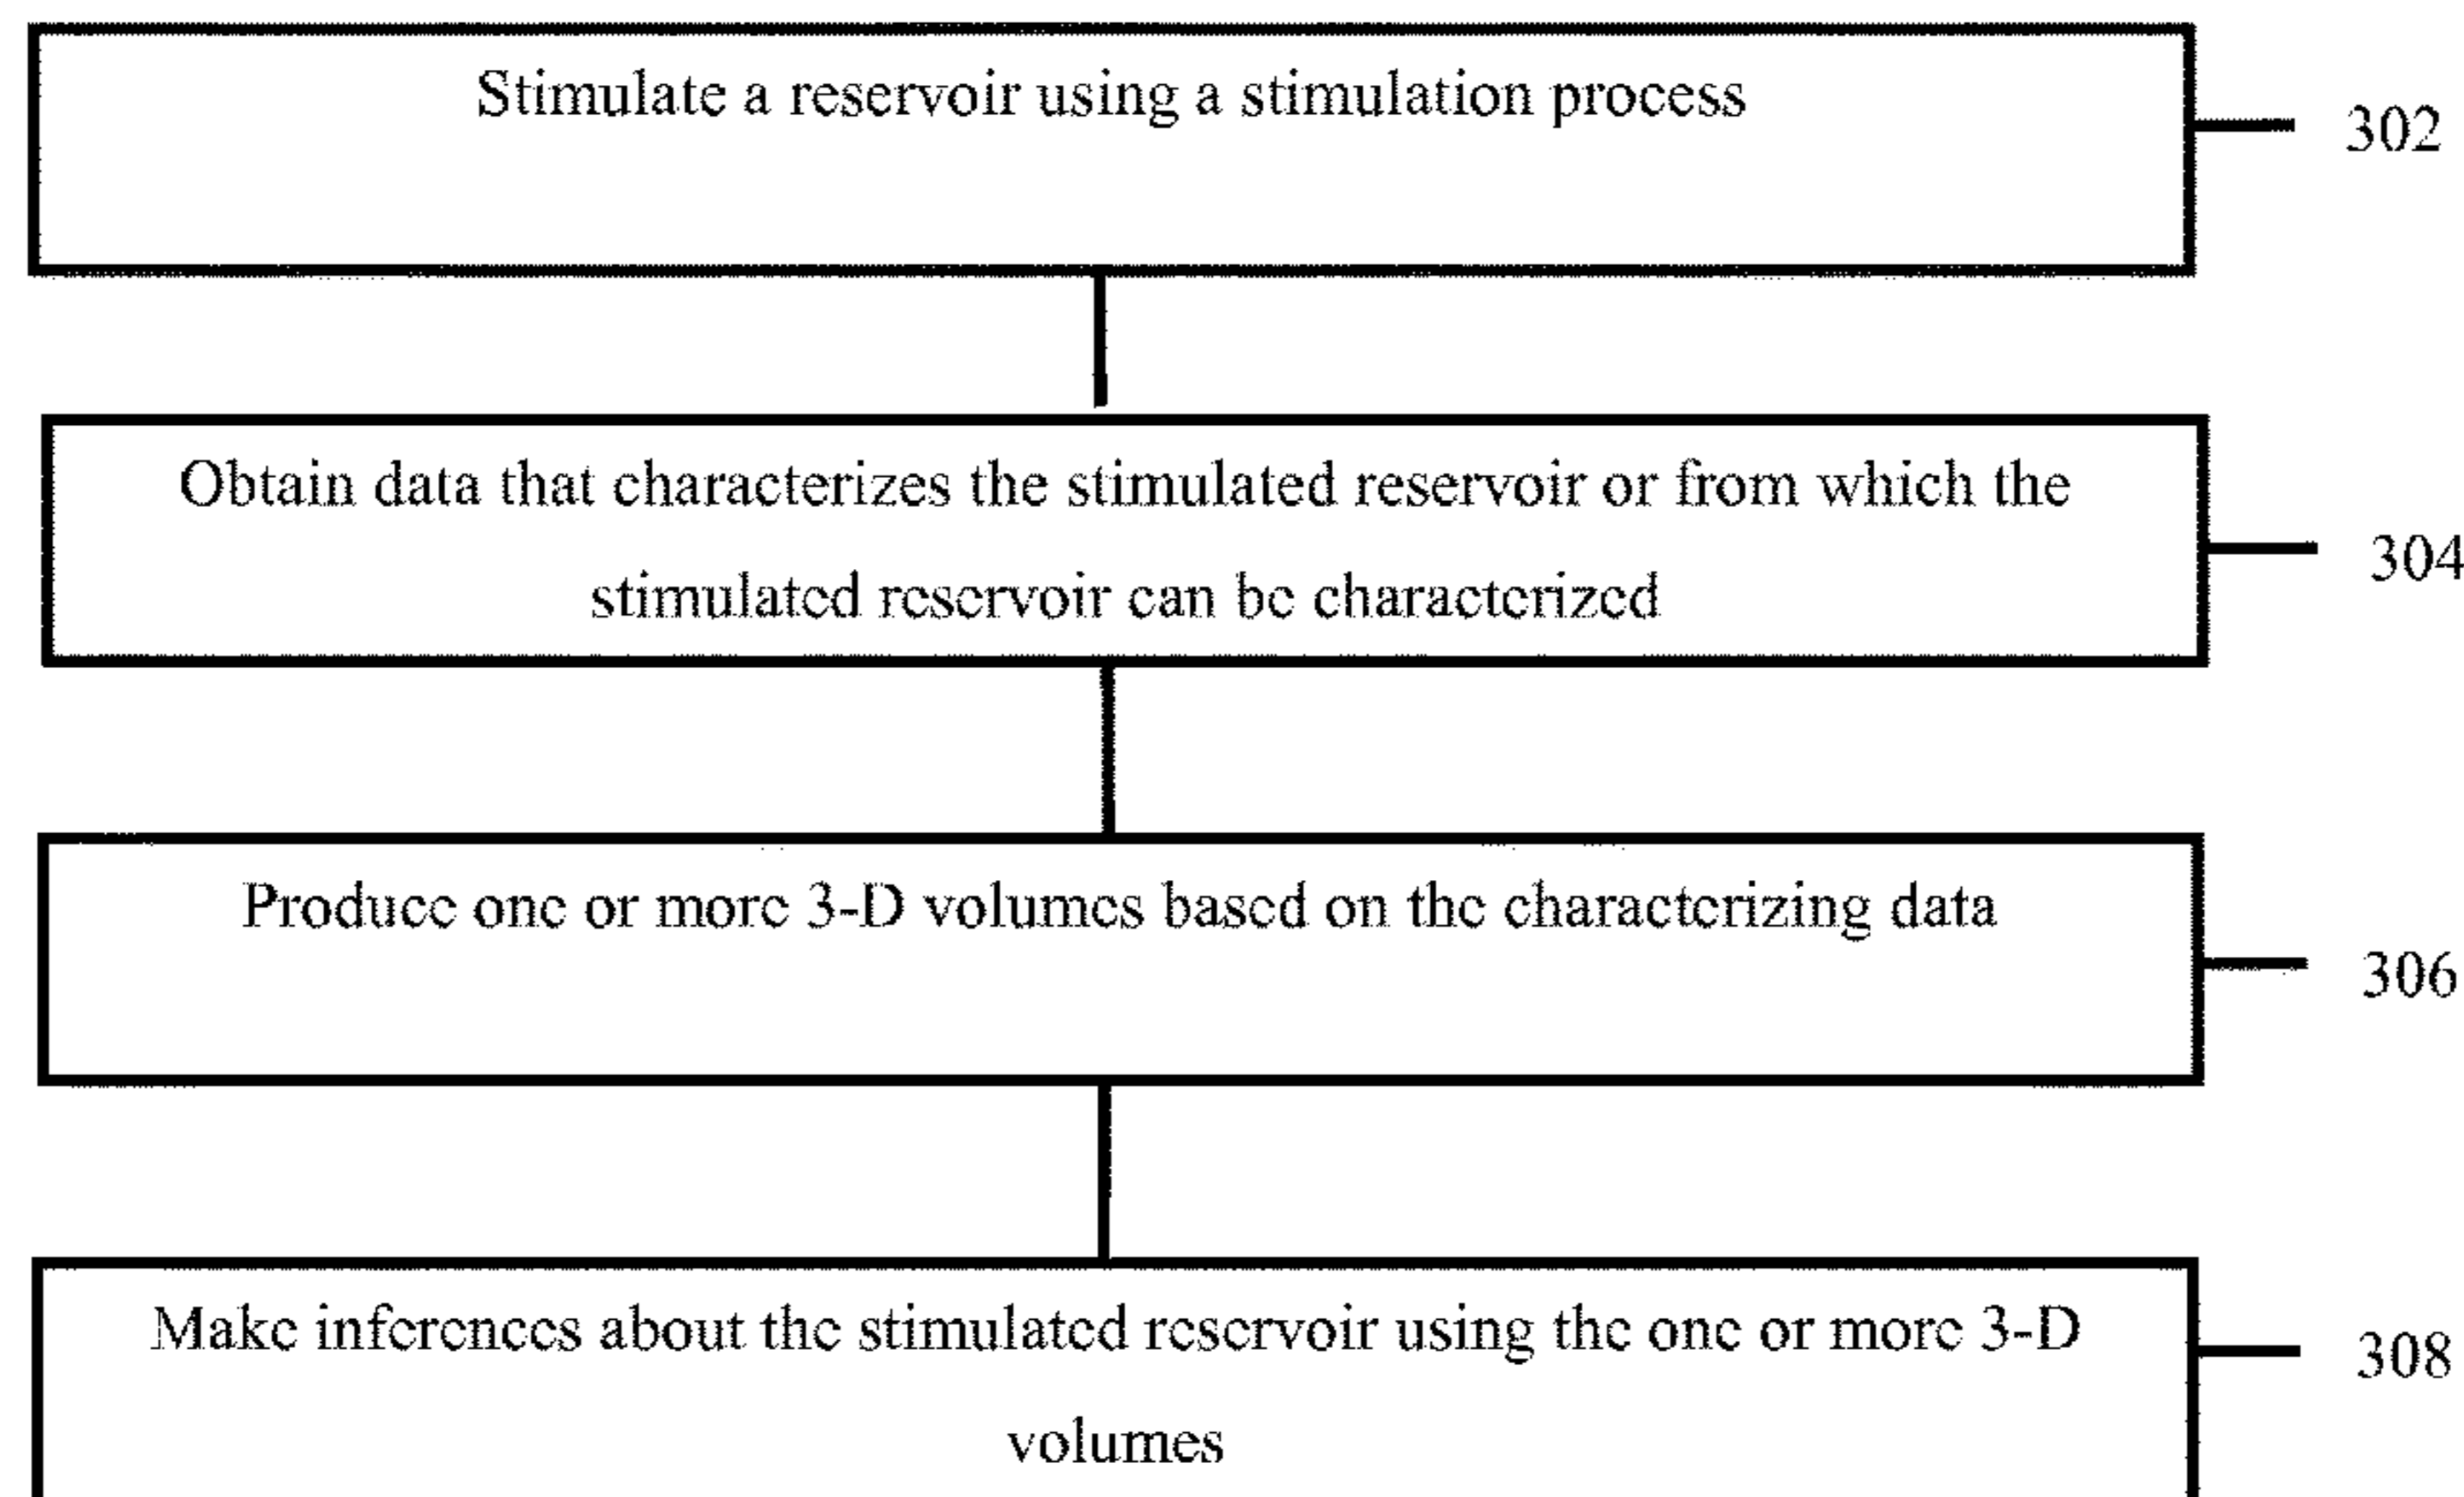 Stimulate a reservoir using a stimulation process
302
Obtain data that characterizes the stimulated reservoir or from which the
stimulated reservoir can be characterized
304
Produce one or more 3-D volumes based on the characterizing data
306
Make inferences about the stimulated reservoir using the one or more 3-D
volumes
308